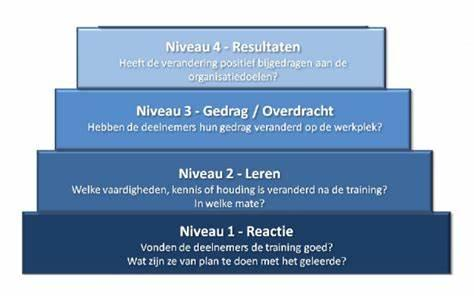 Niveau 4 - Resultaten
Heeft de verandering positief bijgedragen aan de
organisatiedoelen?
Niveau 3 - Gedrag / Overdracht
Hebben de deelnemers hun gedrag veranderd op de werkplek?
Niveau 2 - Leren
Welke vaardigheden, kennis of houding is veranderd na de training?
In welke mate?
Niveau 1 - Reactie
Vonden de deelnemers de training goed?
Wat zijn ze van plan te doen met het geleerde?